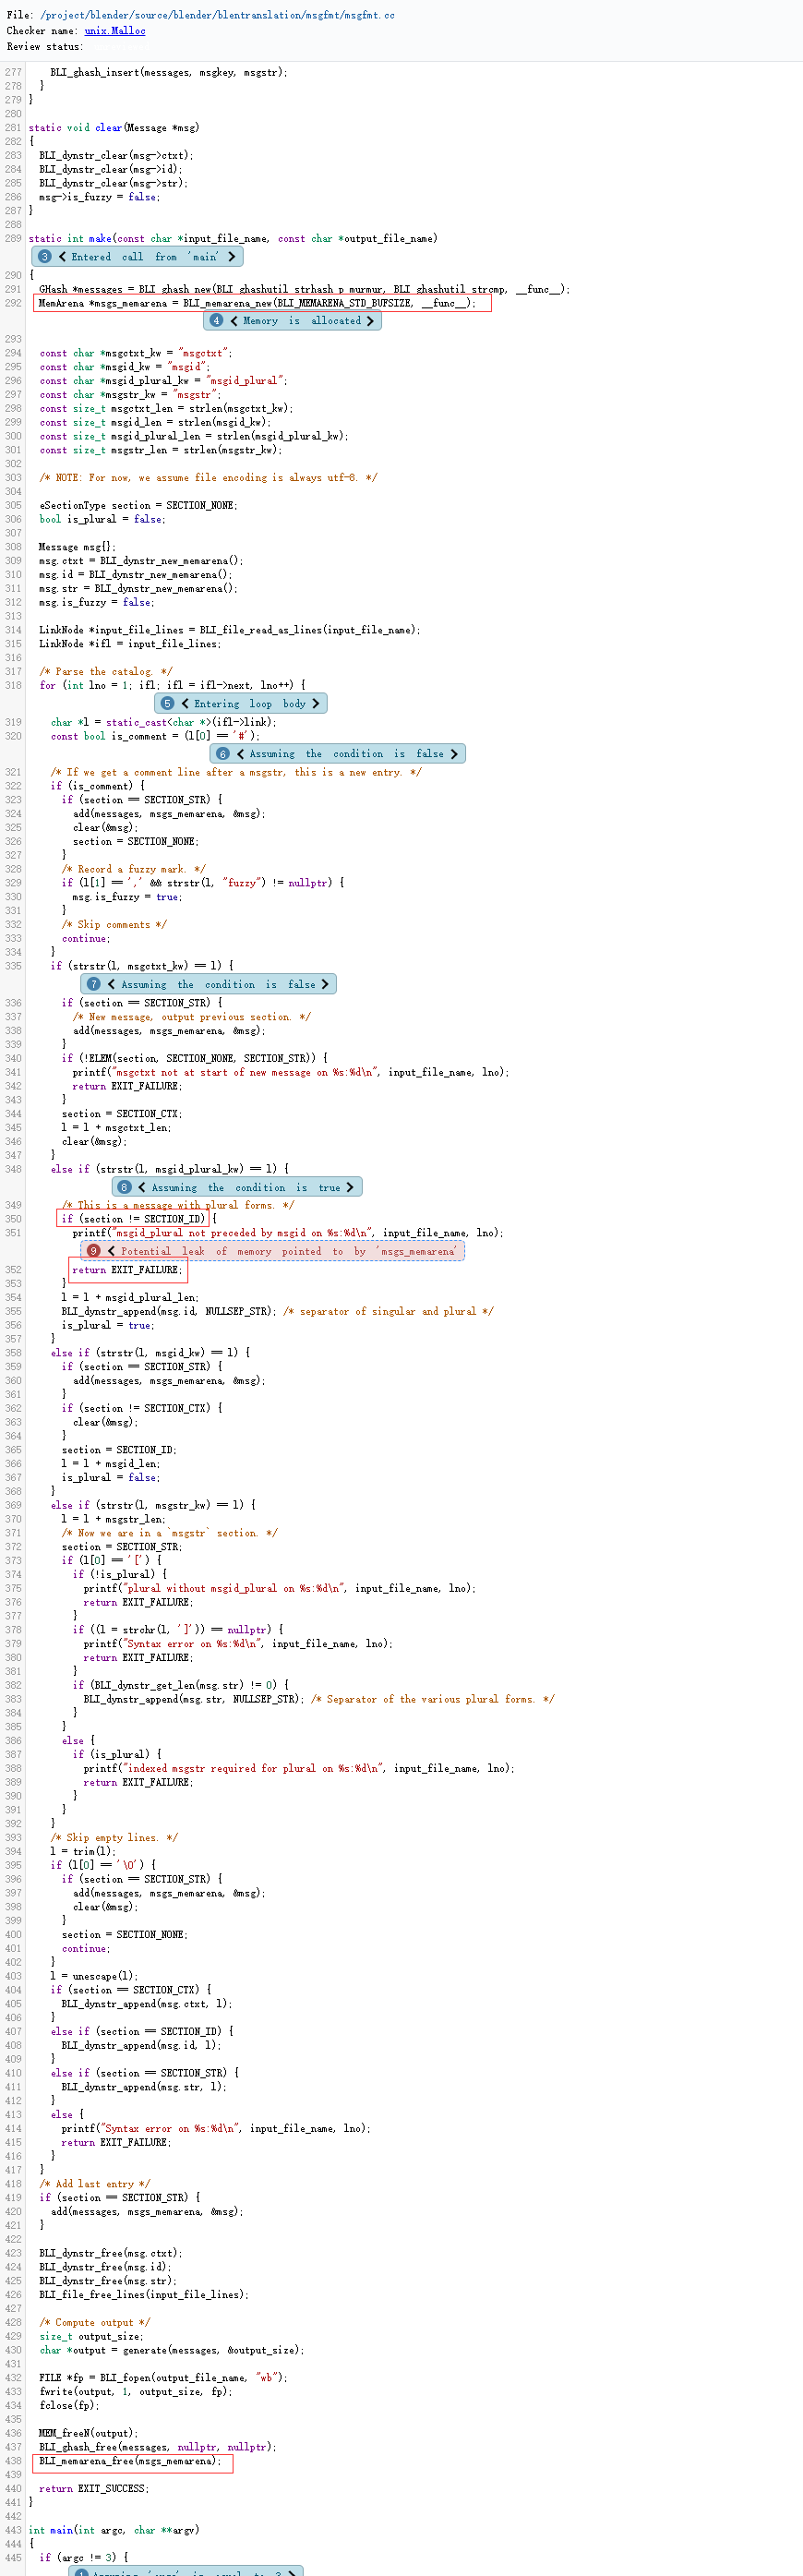 File: /project/blender/source/blender/blentranslation/msgfmt/msgfmt.cc
Checker name: unix.Malloc
Review status:
277 BLI_ghash_insert(messages, msgkey, msgstr);
278 }
279 }
280
281 static void clear(Message *msg)
282 {
283 BLI_dynstr_clear(msg->ctxt);
284 BLI_dynstr_clear(msg->id);
285 BLI_dynstr_clear(msg->str);
286 msg->is_fuzzy = false;
287 }
288
289 static int make(const char *input_file_name, const char *output_file_name)
3 Entered call from 'main'
290 {
291 GHash *messages = BLI_ghash_new(BLI_ghashutil_strhash_p_murmur, BLI_ghashutil_strcmp, __func__);
292 MemArena *msgs_memarena = BLI_memarena_new(BLI_MEMARENA_STD_BUFSIZE, __func__);
4 Memory is allocated
293
294 const char *msgctxt_kw = "msgctxt";
295 const char *msgid_kw = "msgid";
296 const char *msgid_plural_kw = "msgid_plural";
297 const char *msgstr_kw = "msgstr";
298 const size_t msgctxt_len = strlen(msgctxt_kw);
299 const size_t msgid_len = strlen(msgid_kw);
300 const size_t msgid_plural_len = strlen(msgid_plural_kw);
301 const size_t msgstr_len = strlen(msgstr_kw);
302
303 /* NOTE: For now, we assume file encoding is always utf-8. */
304
305 eSectionType section = SECTION_NONE;
306 bool is_plural = false;
307
308 Message msg{};
309 msg.ctxt = BLI_dynstr_new_memarena();
310 msg.id = BLI_dynstr_new_memarena();
311 msg.str = BLI_dynstr_new_memarena();
312 msg.is_fuzzy = false;
313
314 LinkNode *input_file_lines = BLI_file_read_as_lines(input_file_name);
315 LinkNode *ifl = input_file_lines;
316
317 /* Parse the catalog. */
318 for (int lno = 1; ifl; ifl = ifl->next, lno++) {
5 Entering loop body
319 char *l = static_cast<char *>(ifl->link);
320 const bool is_comment = (l[0] == '#');
6 Assuming the condition is false
321 /* If we get a comment line after a msgstr, this is a new entry. */
322 if (is_comment) {
323 if (section == SECTION_STR) {
324 add(messages, msgs_memarena, &msg);
325 clear(&msg);
326 section = SECTION_NONE;
327 }
328 /* Record a fuzzy mark. */
329 if (l[1] == ',' && strstr(l, "fuzzy") != nullptr) {
330 msg.is_fuzzy = true;
331 }
332 /* Skip comments */
333 continue;
334 }
335 if (strstr(l, msgctxt_kw) == l) {
7 Assuming the condition is false
336 if (section == SECTION_STR) {
337 /* New message, output previous section. */
338 add(messages, msgs_memarena, &msg);
339 }
340 if (!ELEM(section, SECTION_NONE, SECTION_STR)) {
341 printf("msgctxt not at start of new message on %s:%d\n", input_file_name, lno);
342 return EXIT_FAILURE;
343 }
344 section = SECTION_CTX;
345 l = l + msgctxt_len;
346 clear(&msg);
347 }
348 else if (strstr(l, msgid_plural_kw) == l) {
8 Assuming the condition is true
349 /* This is a message with plural forms. */
350 if (section != SECTION_ID) {
351 printf("msgid_plural not preceded by msgid on %s:%d\n", input_file_name, lno);
9 Potential leak of memory pointed to by 'msgs_memarena'
352 return EXIT_FAILURE;
353 }
354 l = l + msgid_plural_len;
355 BLI_dynstr_append(msg.id, NULLSEP_STR); /* separator of singular and plural */
356 is_plural = true;
357 }
358 else if (strstr(l, msgid_kw) == l) {
359 if (section == SECTION_STR) {
360 add(messages, msgs_memarena, &msg);
361 }
362 if (section != SECTION_CTX) {
363 clear(&msg);
364 }
365 section = SECTION_ID;
366 l = l + msgid_len;
367 is_plural = false;
368 }
369 else if (strstr(l, msgstr_kw) == l) {
370 l = l + msgstr_len;
371 /* Now we are in a `msgstr` section. */
372 section = SECTION_STR;
373 if (l[0] == '[') {
374 if (!is_plural) {
375 printf("plural without msgid_plural on %s:%d\n", input_file_name, lno);
376 return EXIT_FAILURE;
377 }
378 if ((l = strchr(l, ']')) == nullptr) {
379 printf("Syntax error on %s:%d\n", input_file_name, lno);
380 return EXIT_FAILURE;
381 }
382 if (BLI_dynstr_get_len(msg.str) != 0) {
383 BLI_dynstr_append(msg.str, NULLSEP_STR); /* Separator of the various plural forms. */
384 }
385 }
386 else {
387 if (is_plural) {
388 printf("indexed msgstr required for plural on %s:%d\n", input_file_name, lno);
389 return EXIT_FAILURE;
390 }
391 }
392 }
393 /* Skip empty lines. */
394 l = trim(l);
395 if (l[0] == '\0') {
396 if (section == SECTION_STR) {
397 add(messages, msgs_memarena, &msg);
398 clear(&msg);
399 }
400 section = SECTION_NONE;
401 continue;
402 }
403 l = unescape(l);
404 if (section == SECTION_CTX) {
405 BLI_dynstr_append(msg.ctxt, l);
406 }
407 else if (section == SECTION_ID) {
408 BLI_dynstr_append(msg.id, l);
409 }
410 else if (section == SECTION_STR) {
411 BLI_dynstr_append(msg.str, l);
412 }
413 else {
414 printf("Syntax error on %s:%d\n", input_file_name, lno);
415 return EXIT_FAILURE;
416 }
417 }
418 /* Add last entry */
419 if (section == SECTION_STR) {
420 add(messages, msgs_memarena, &msg);
421 }
422
423 BLI_dynstr_free(msg.ctxt);
424 BLI_dynstr_free(msg.id);
425 BLI_dynstr_free(msg.str);
426 BLI_file_free_lines(input_file_lines);
427
428 /* Compute output */
429 size_t output_size;
430 char *output = generate(messages, &output_size);
431
432 FILE *fp = BLI_fopen(output_file_name, "wb");
433 fwrite(output, 1, output_size, fp);
434 fclose(fp);
435
436 MEM_freeN(output);
437 BLI_ghash_free(messages, nullptr, nullptr);
438 BLI_memarena_free(msgs_memarena);
439
440 return EXIT_SUCCESS;
441 }
442
443 int main(int argc, char **argv)
444 {
445 if (argc != 3) {
1 Assuming 'argc' is equal to 3